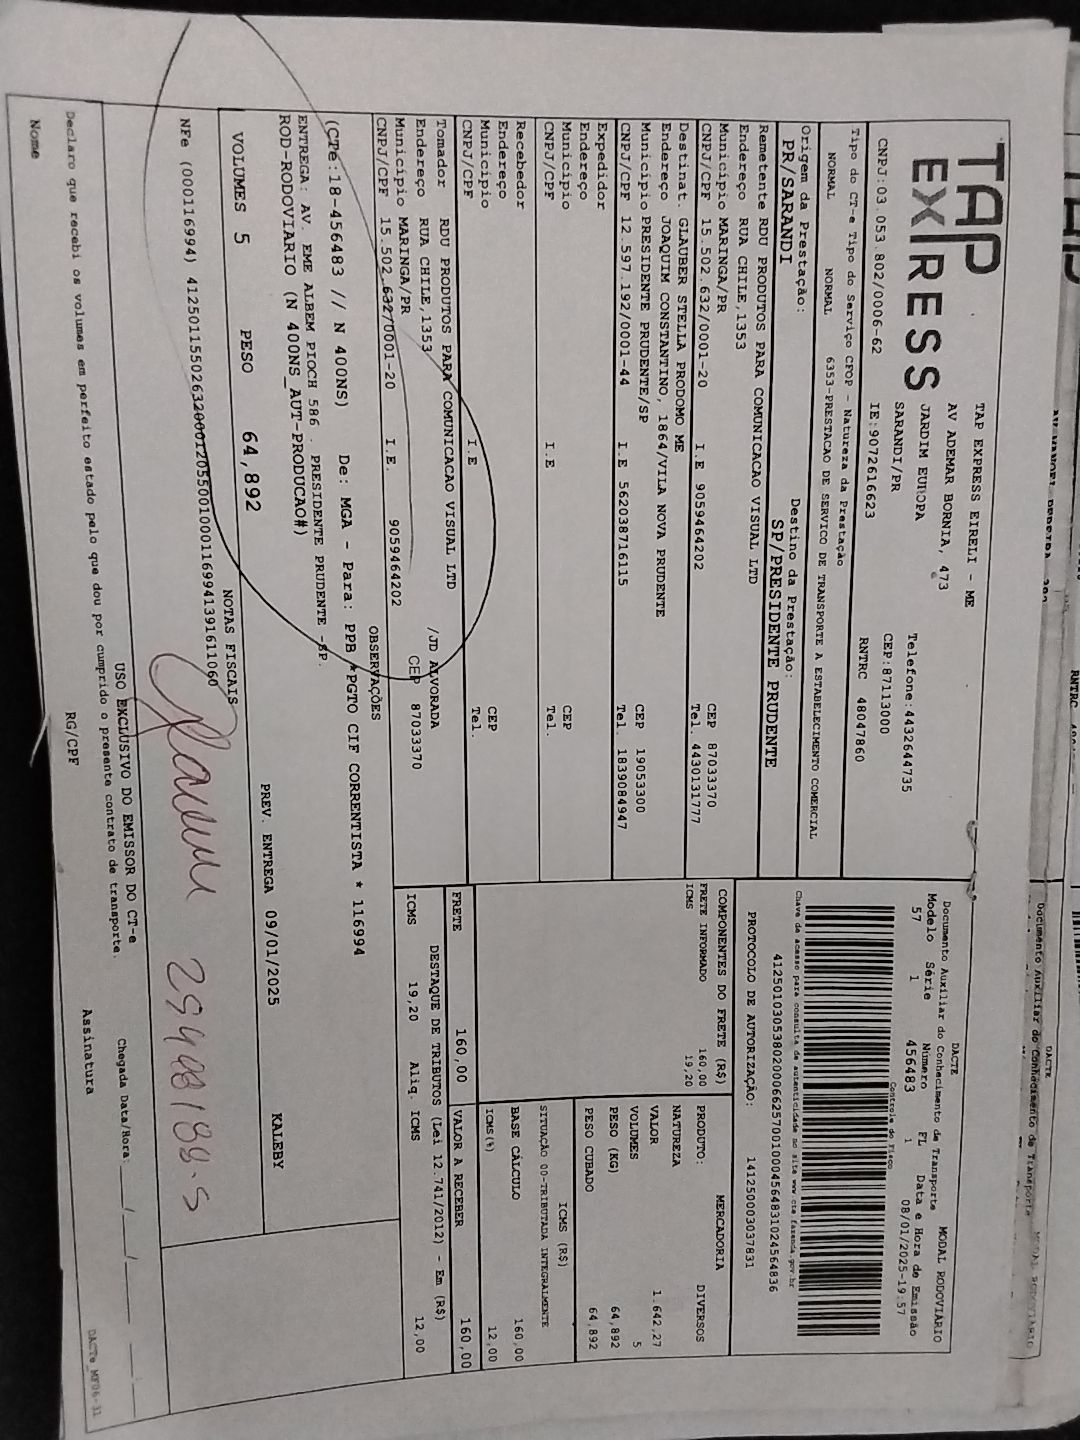 TAP
EXPRESS
TAP EXPRESS EIRELI - ME
AV ADEMAR BORNIA, 473
JARDIM EUROPA
SARANDI/PR
Telefone: 4432644735
CEP:87113000
CNPJ:03.053.802/0006-62 IE:9072616623 RNTRC 48047860
Tipo do CT-e Tipo do Serviço CFOP - Natureza da Prestação
NORMAL NORMAL 6353-PRESTACAO DE SERVICO DE TRANSPORTE A ESTABELECIMENTO COMERCIAL
Origem da Prestação: Destino da Prestação:
PR/SARANDI SP/PRESIDENTE PRUDENTE
Remetente RDU PRODUTOS PARA COMUNICACAO VISUAL LTD
Endereço RUA CHILE,1353
Município MARINGA/PR CEP 87033370
CNPJ/CPF 15.502.632/0001-20 I.E 9059464202 Tel. 4430131777
Destinat. GLAUBER STELLA PRODOMO ME
Endereço JOAQUIM CONSTANTINO, 1864/VILA NOVA PRUDENTE
Município PRESIDENTE PRUDENTE/SP CEP 19053300
CNPJ/CPF 12.597.192/0001-44 I.E 562038716115 Tel. 1839084947
Expedidor
Endereço
Município CEP
CNPJ/CPF I.E Tel.
Recebedor
Endereço
Município CEP
CNPJ/CPF I.E Tel.
Tomador RDU PRODUTOS PARA COMUNICACAO VISUAL LTD
Endereço RUA CHILE,1353 /JD ALVORADA
Município MARINGA/PR CEP 87033370
CNPJ/CPF 15.502.632/0001-20 I.E. 9059464202
DACTE MODAL RODOVIÁRIO
Documento Auxiliar do Conhecimento de Transporte
Modelo Série Número FL Data e Hora de Emissão
57 1 456483 1 08/01/2025-19:57
Controle do Fisco
Chave de acesso para consulta de autenticidade no site www.cte.fazenda.gov.br
PROTOCOLO DE AUTORIZAÇÃO: 141250003037831
COMPONENTES DO FRETE (R$)
FRETE INFORMADO 160,00
ICMS 19,20
MERCADORIA
PRODUTO: DIVERSOS
NATUREZA
VALOR 1.642,27
VOLUMES 5
PESO (KG) 64,892
PESO CUBADO 64,892
ICMS (R$)
SITUAÇÃO 00-TRIBUTADA INTEGRALMENTE
BASE CÁLCULO 160,00
ICMS(%) 12,00
FRETE 160,00 VALOR A RECEBER 160,00
DESTAQUE DE TRIBUTOS (Lei 12.741/2012) - Em (R$)
ICMS 19,20 Aliq. ICMS 12,00
OBSERVAÇÕES
(CTe:18-456483 // N 400NS) De: MGA - Para: PPB *PGTO CIF CORRENTISTA * 116994
ENTREGA: AV. EME ALBEM PIOCH 586 . PRESIDENTE PRUDENTE -SP.
ROD-RODOVIARIO (N 400NS_AUT-PRODUCAO#)
VOLUMES 5 PESO 64,892 PREV. ENTREGA 09/01/2025 KALEBY
NOTAS FISCAIS
USO EXCLUSIVO DO EMISSOR DO CT-e
Chegada Data/Hora: ___/___/___
Declaro que recebi os volumes em perfeito estado pelo que dou por cumprido o presente contrato de transporte.
Nome RG/CPF Assinatura
DACTe_MF06-11